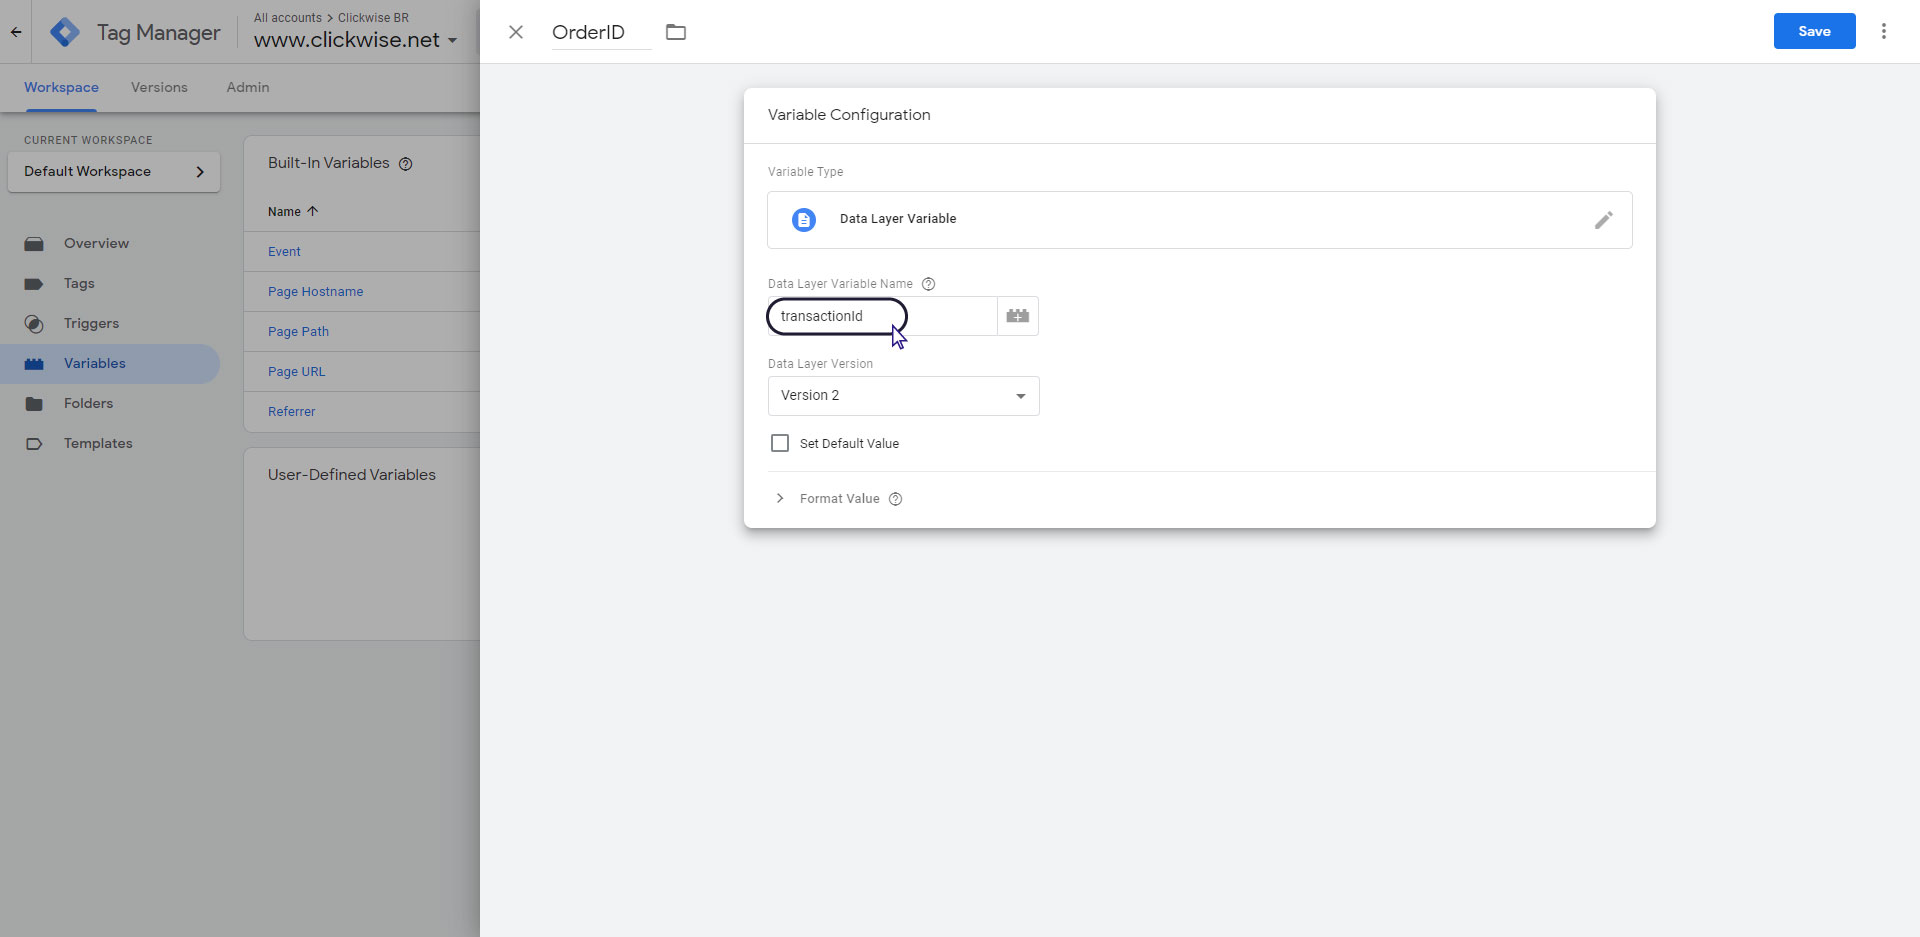 Tag Manager
All accounts > Clickwise BR
www.clickwise.net
OrderID
Save
Workspace
Versions
Admin
CURRENT WORKSPACE
Default Workspace
Overview
Tags
Triggers
Variables
Folders
Templates
Built-In Variables
Name
Event
Page Hostname
Page Path
Page URL
Referrer
User-Defined Variables
Variable Configuration
Variable Type
Data Layer Variable
Data Layer Variable Name
transactionId
Data Layer Version
Version 2
Set Default Value
Format Value